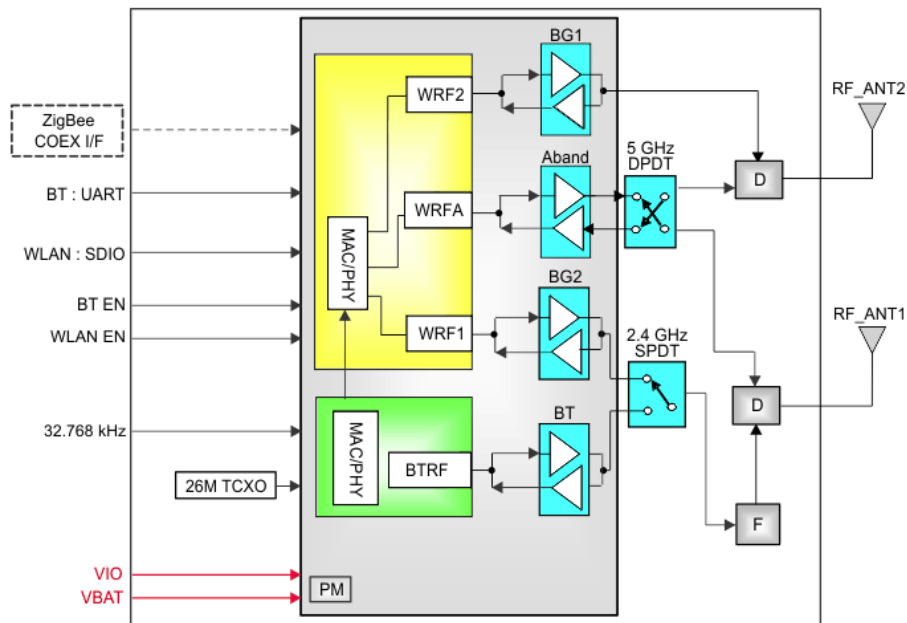 BG1
RF_ANT2
WRF2
ZigBee
COEX I/F
5 GHz
DPDT
Aband
D
BT : UART
WRFA
MAC/PHY
WLAN : SDIO
BG2
BT EN
RF_ANT1
WLAN EN
WRF1
2.4 GHz
SPDT
D
BT
32.768 kHz
MAC/PHY
BTRF
26M TCXO
F
VIO
PM
VBAT